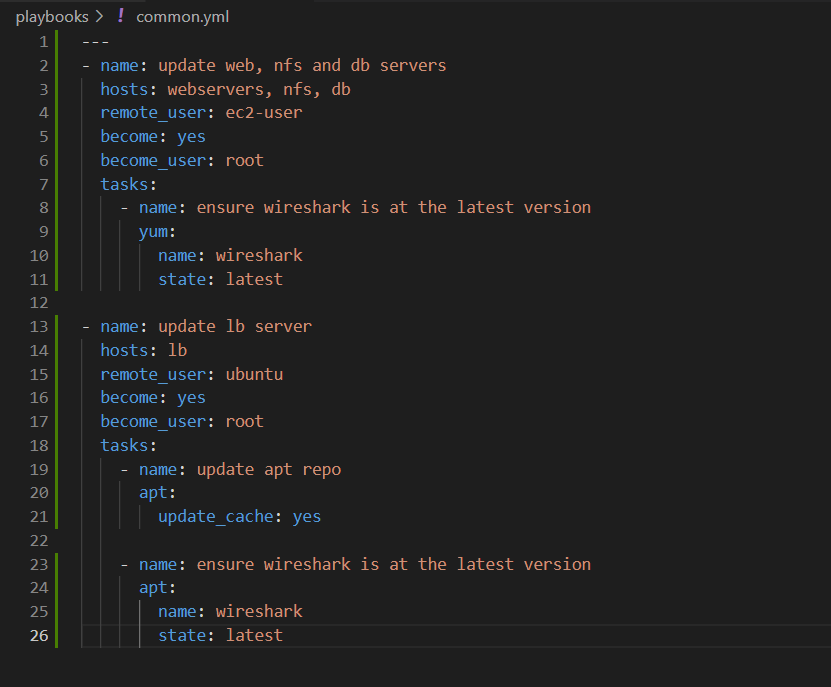 playbooks > ! common.yml
1 ---
2 - name: update web, nfs and db servers
3   hosts: webservers, nfs, db
4   remote_user: ec2-user
5   become: yes
6   become_user: root
7   tasks:
8     - name: ensure wireshark is at the latest version
9       yum:
10         name: wireshark
11         state: latest
12
13 - name: update lb server
14   hosts: lb
15   remote_user: ubuntu
16   become: yes
17   become_user: root
18   tasks:
19     - name: update apt repo
20       apt:
21         update_cache: yes
22
23     - name: ensure wireshark is at the latest version
24       apt:
25         name: wireshark
26         state: latest